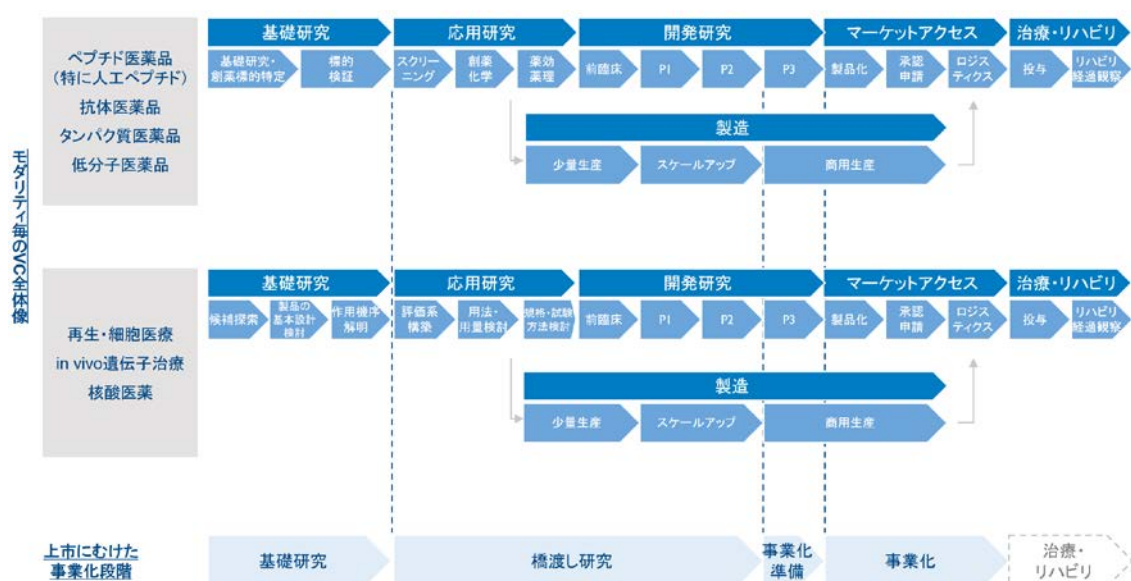 モダリティ毎のVC全体像
ペプチド医薬品
(特に人工ペプチド)
抗体医薬品
タンパク質医薬品
低分子医薬品
基礎研究
応用研究
開発研究
マーケットアクセス
治療・リハビリ
基礎研究・
創薬標的特定
標的
検証
スクリー
ニング
創薬
化学
薬効
薬理
前臨床
P1
P2
P3
製品化
承認
申請
ロジス
ティクス
投与
リハビリ
経過観察
製造
少量生産
スケールアップ
商用生産
再生・細胞医療
in vivo遺伝子治療
核酸医薬
基礎研究
応用研究
開発研究
マーケットアクセス
治療・リハビリ
候補探索
製品の
基本設計
検討
作用機序
解明
評価系
構築
用法・
用量検討
規格・試験
方法検討
前臨床
P1
P2
P3
製品化
承認
申請
ロジス
ティクス
投与
リハビリ
経過観察
製造
少量生産
スケールアップ
商用生産
上市にむけた
事業化段階
基礎研究
橋渡し研究
事業化
準備
事業化
治療・
リハビリ